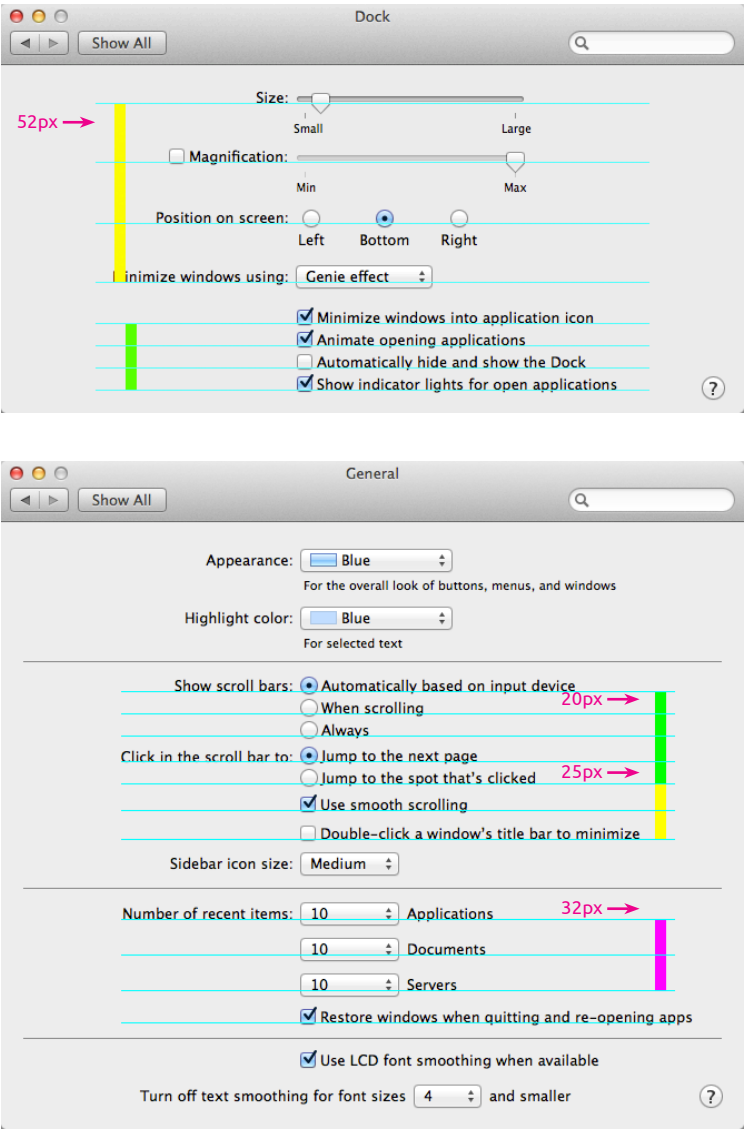 Dock
Show All
Size:
52px
Small Large
Magnification:
Min Max
Position on screen:
Left Bottom Right
inimize windows using: Genie effect
Minimize windows into application icon
Animate opening applications
Automatically hide and show the Dock
Show indicator lights for open applications
?
General
Show All
Appearance: Blue
For the overall look of buttons, menus, and windows
Highlight color: Blue
For selected text
Show scroll bars: Automatically based on input device
20px
When scrolling
Always
Click in the scroll bar to: Jump to the next page
Jump to the spot that's clicked 25px
Use smooth scrolling
Double-click a window's title bar to minimize
Sidebar icon size: Medium
Number of recent items: 10 Applications 32px
10 Documents
10 Servers
Restore windows when quitting and re-opening apps
Use LCD font smoothing when available
Turn off text smoothing for font sizes 4 and smaller
?